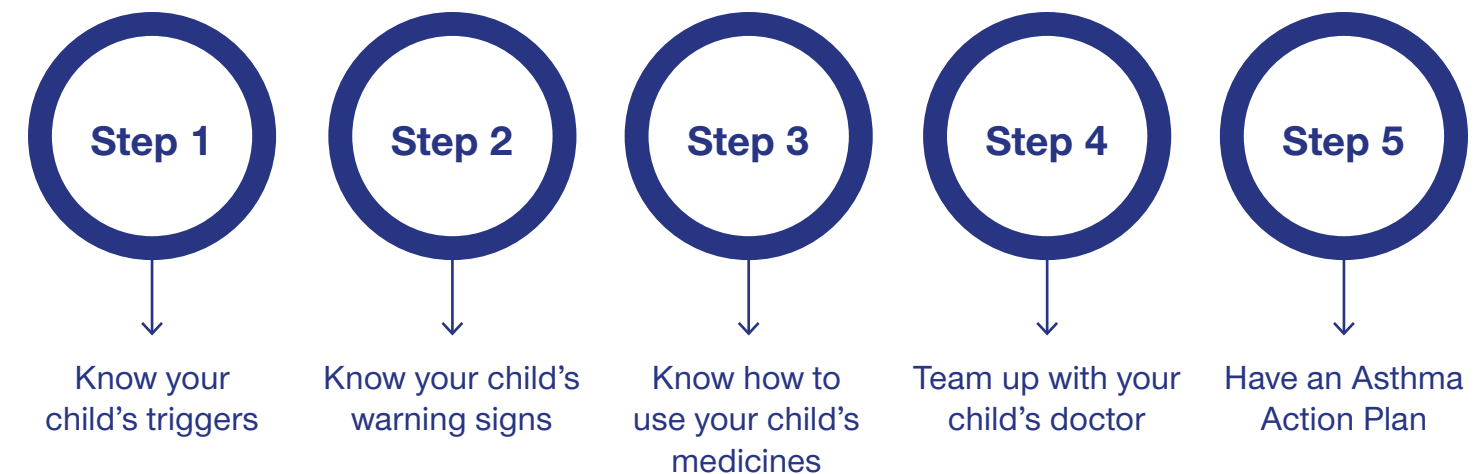 Step 1
Know your
child’s triggers
Step 2
Know your child’s
warning signs
Step 3
Know how to
use your child’s
medicines
Step 4
Team up with your
child’s doctor
Step 5
Have an Asthma
Action Plan